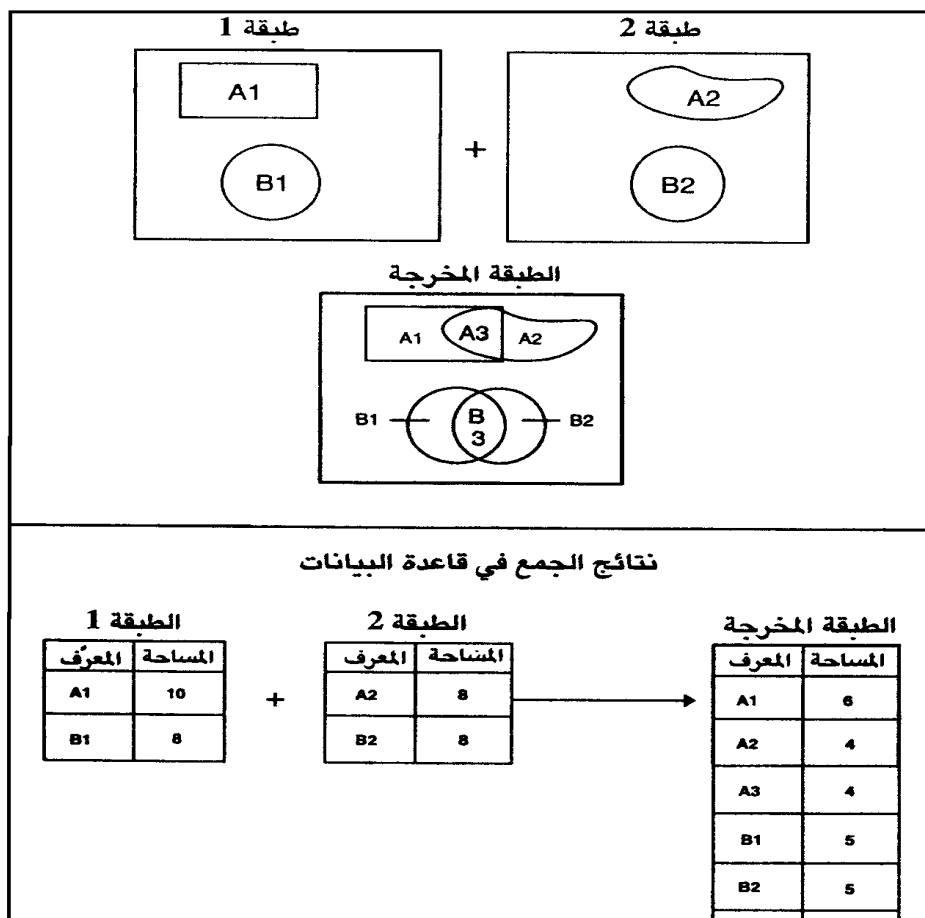 طبقة 1
طبقة 2
A1
A2
+
B1
B2
الطبقة المخرجة
A1
A3
A2
B1
B
3
B2
نتائج الجمع في قاعدة البيانات
الطبقة 1
الطبقة 2
الطبقة المخرجة
المعرّف المساحة
A1 10
B1 8
+
المعرف المساحة
A2 8
B2 8
المعرف المساحة
A1 6
A2 4
A3 4
B1 5
B2 5